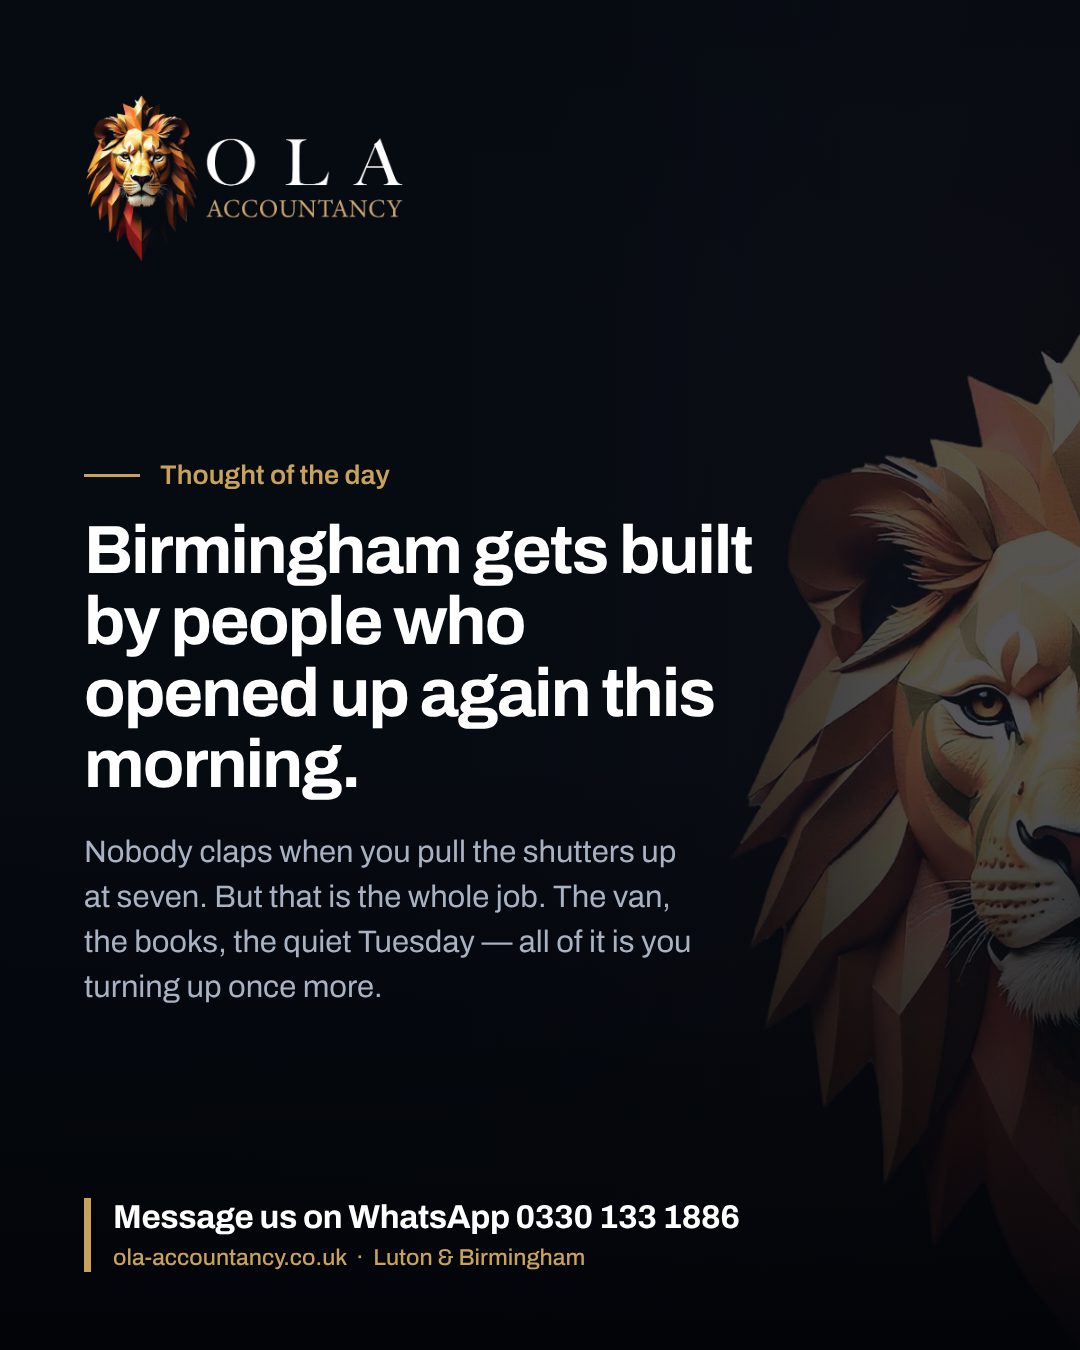 OLA
ACCOUNTANCY
Thought of the day
Birmingham gets built
by people who
opened up again this
morning.
Nobody claps when you pull the shutters up
at seven. But that is the whole job. The van,
the books, the quiet Tuesday — all of it is you
turning up once more.
Message us on WhatsApp 0330 133 1886
ola-accountancy.co.uk · Luton & Birmingham